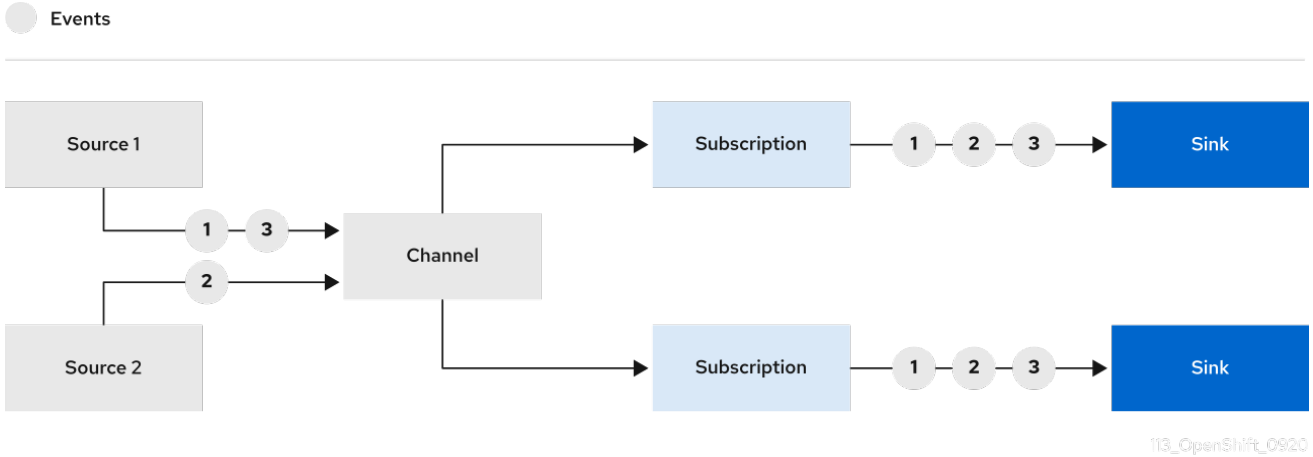 Events
Source 1
Subscription
1 2 3
Sink
1 3
Channel
2
Source 2
Subscription
1 2 3
Sink
113_OpenShift_0920